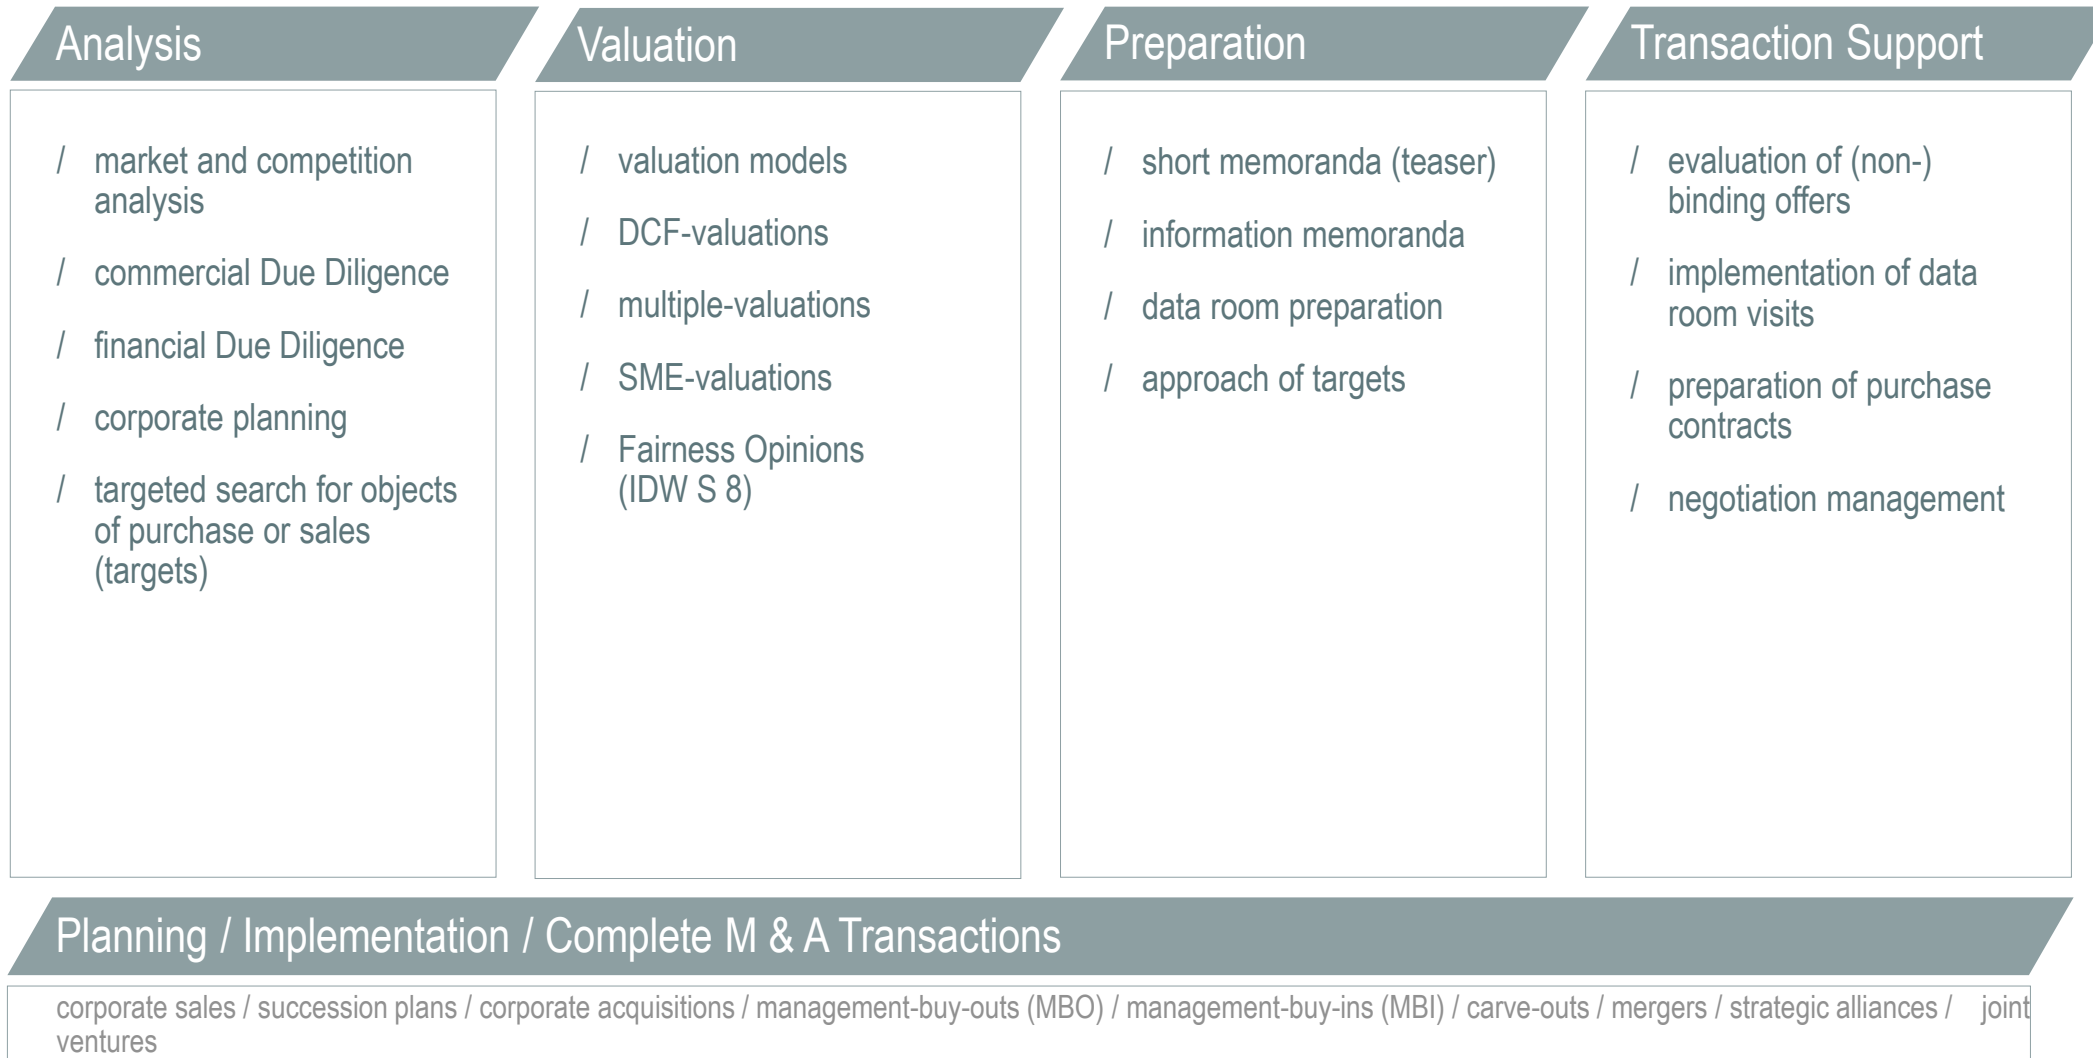 Analysis
/ market and competition
analysis
/ commercial Due Diligence
/ financial Due Diligence
/ corporate planning
/ targeted search for objects
of purchase or sales
(targets)
Valuation
/ valuation models
/ DCF-valuations
/ multiple-valuations
/ SME-valuations
/ Fairness Opinions
(IDW S 8)
Preparation
/ short memoranda (teaser)
/ information memoranda
/ data room preparation
/ approach of targets
Transaction Support
/ evaluation of (non-)
binding offers
/ implementation of data
room visits
/ preparation of purchase
contracts
/ negotiation management
Planning / Implementation / Complete M & A Transactions
corporate sales / succession plans / corporate acquisitions / management-buy-outs (MBO) / management-buy-ins (MBI) / carve-outs / mergers / strategic alliances / joint
ventures